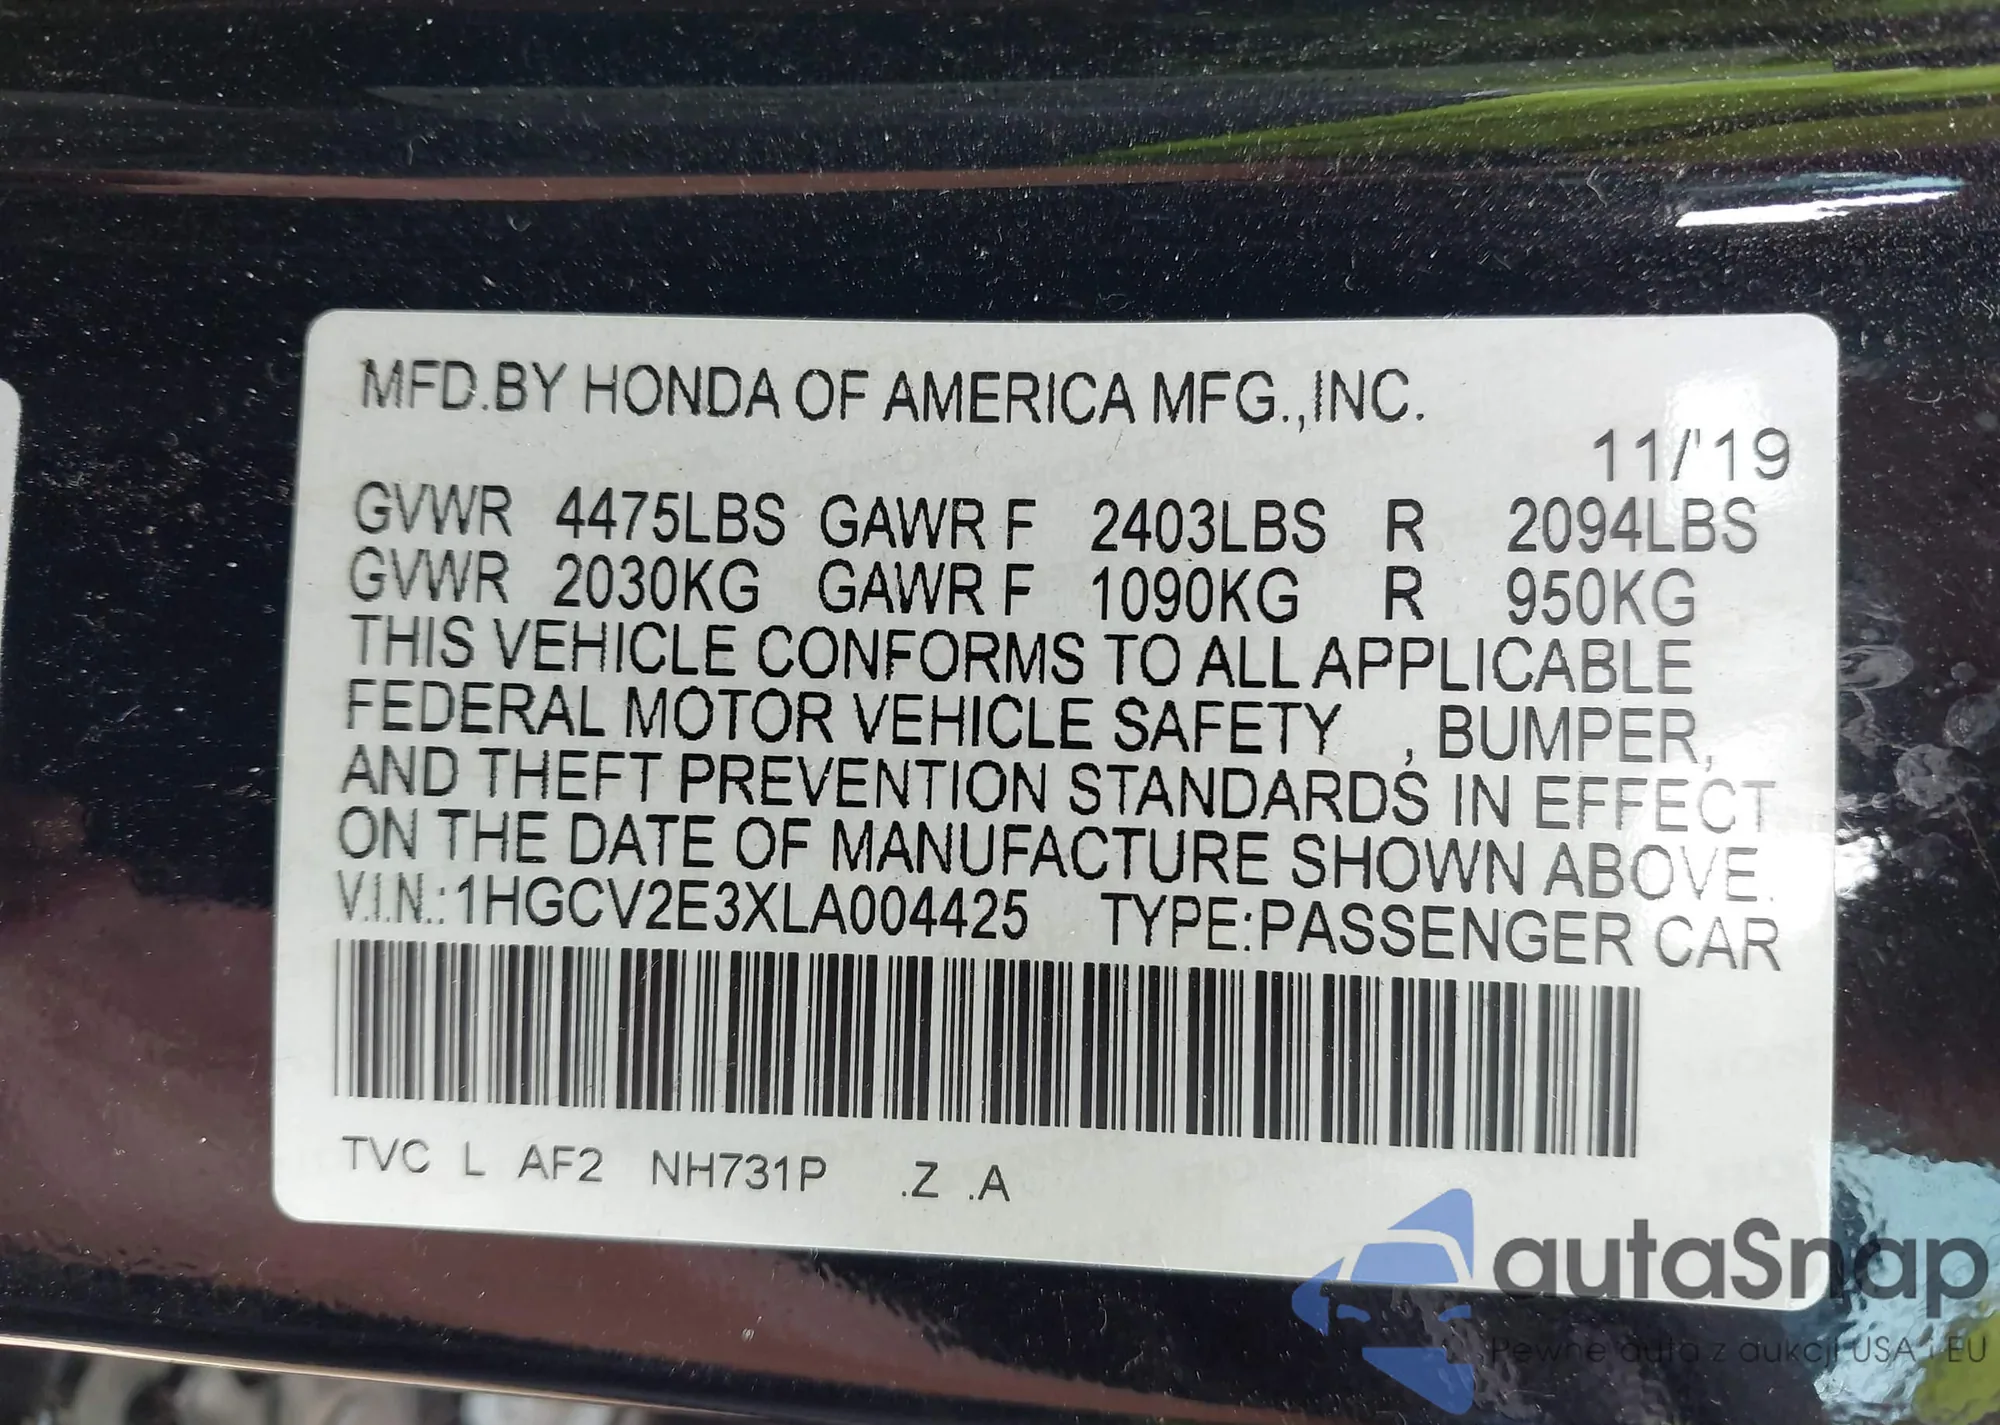 MFD.BY HONDA OF AMERICA MFG.,INC.
11/'19
GVWR 4475LBS GAWR F 2403LBS R 2094LBS
GVWR 2030KG GAWR F 1090KG R 950KG
THIS VEHICLE CONFORMS TO ALL APPLICABLE
FEDERAL MOTOR VEHICLE SAFETY , BUMPER,
AND THEFT PREVENTION STANDARDS IN EFFECT
ON THE DATE OF MANUFACTURE SHOWN ABOVE.
V.I.N.:1HGCV2E3XLA004425 TYPE:PASSENGER CAR
TVC L AF2 NH731P .Z .A
autaSnap
Pewne auta z aukcji USA i EU